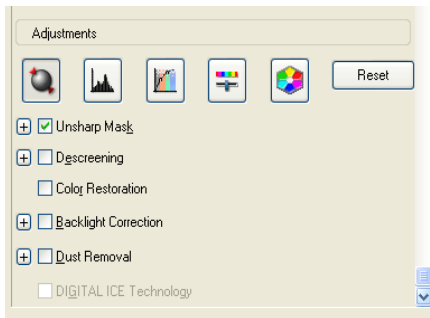 Adjustments
Reset
Unsharp Mask
Descreening
Color Restoration
Backlight Correction
Dust Removal
DIGITAL ICE Technology